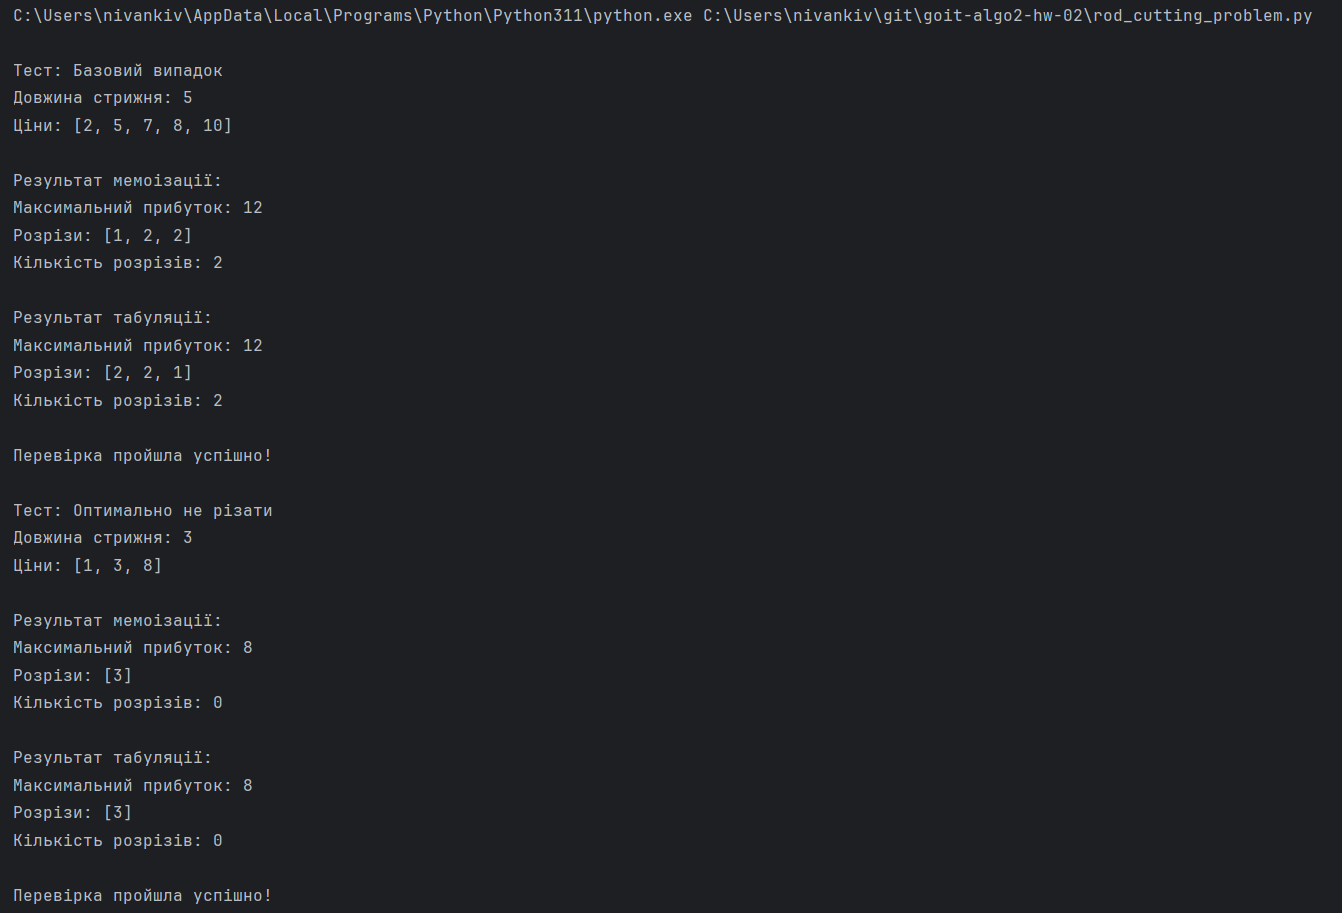 C:\Users\nivankiv\AppData\Local\Programs\Python\Python311\python.exe C:\Users\nivankiv\git\goit-algo2-hw-02\rod_cutting_problem.py
Тест: Базовий випадок
Довжина стрижня: 5
Ціни: [2, 5, 7, 8, 10]
Результат мемоізації:
Максимальний прибуток: 12
Розрізи: [1, 2, 2]
Кількість розрізів: 2
Результат табуляції:
Максимальний прибуток: 12
Розрізи: [2, 2, 1]
Кількість розрізів: 2
Перевірка пройшла успішно!
Тест: Оптимально не різати
Довжина стрижня: 3
Ціни: [1, 3, 8]
Результат мемоізації:
Максимальний прибуток: 8
Розрізи: [3]
Кількість розрізів: 0
Результат табуляції:
Максимальний прибуток: 8
Розрізи: [3]
Кількість розрізів: 0
Перевірка пройшла успішно!